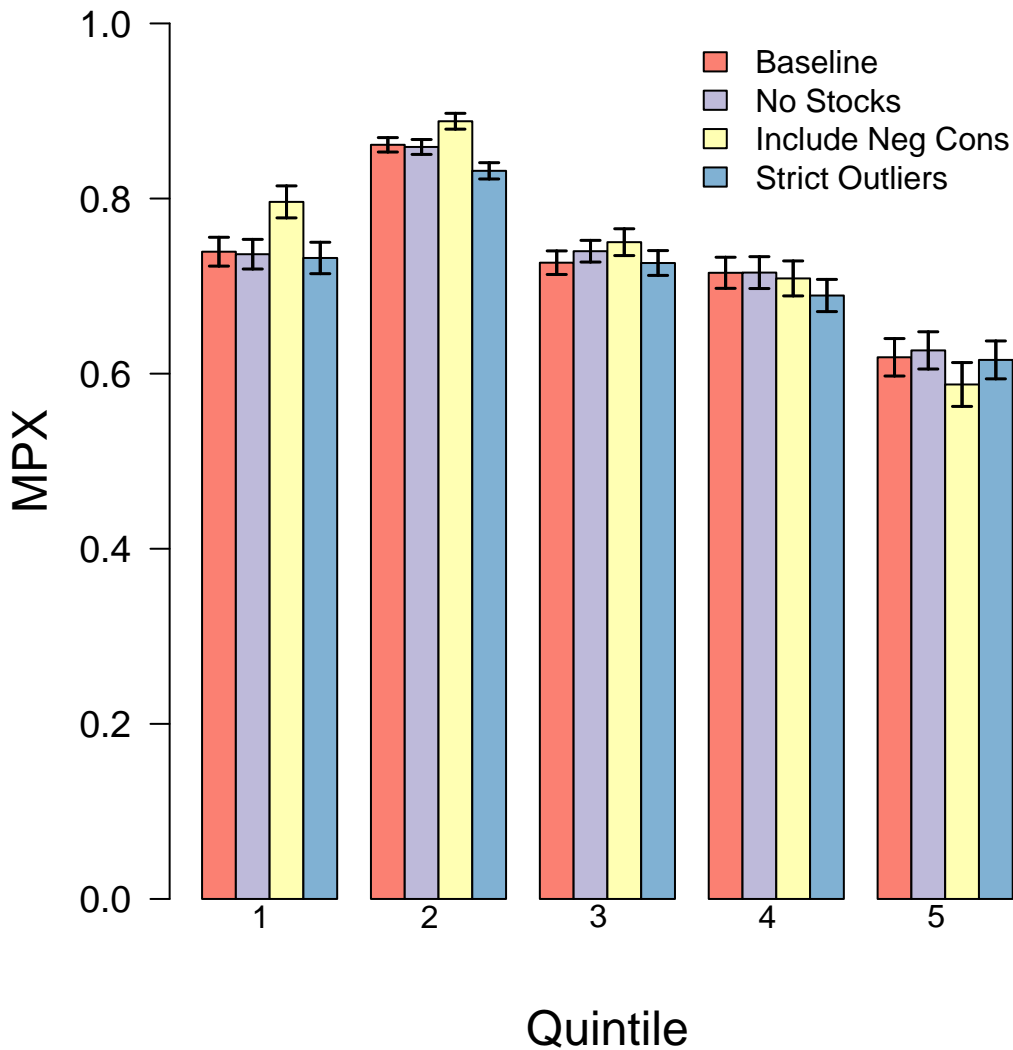 1.0
Baseline
No Stocks
Include Neg Cons
Strict Outliers
0.8
0.6
0.4
0.2
0.0
MPX
1 2 3 4 5
Quintile